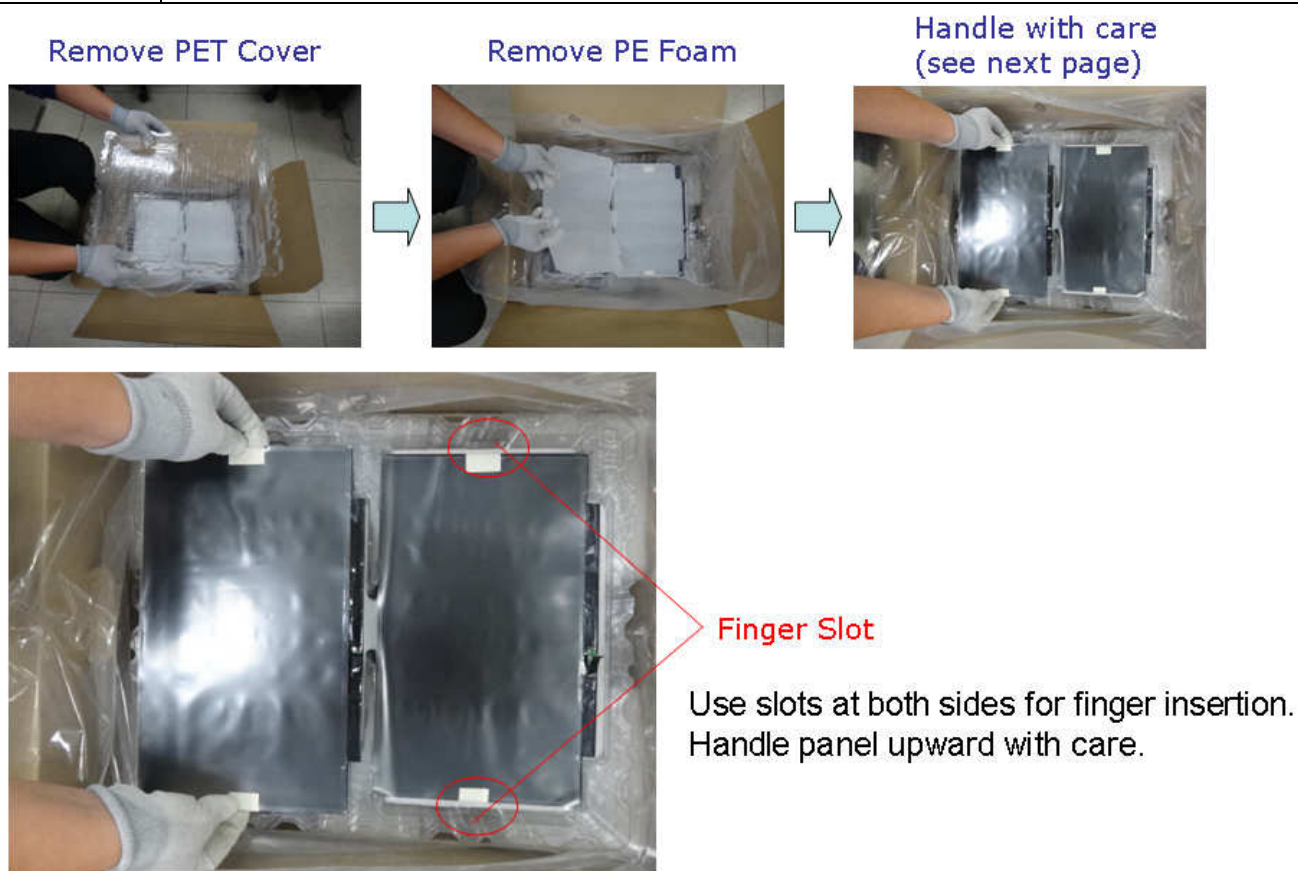 Remove PET Cover
Remove PE Foam
Handle with care
(see next page)
Finger Slot
Use slots at both sides for finger insertion.
Handle panel upward with care.